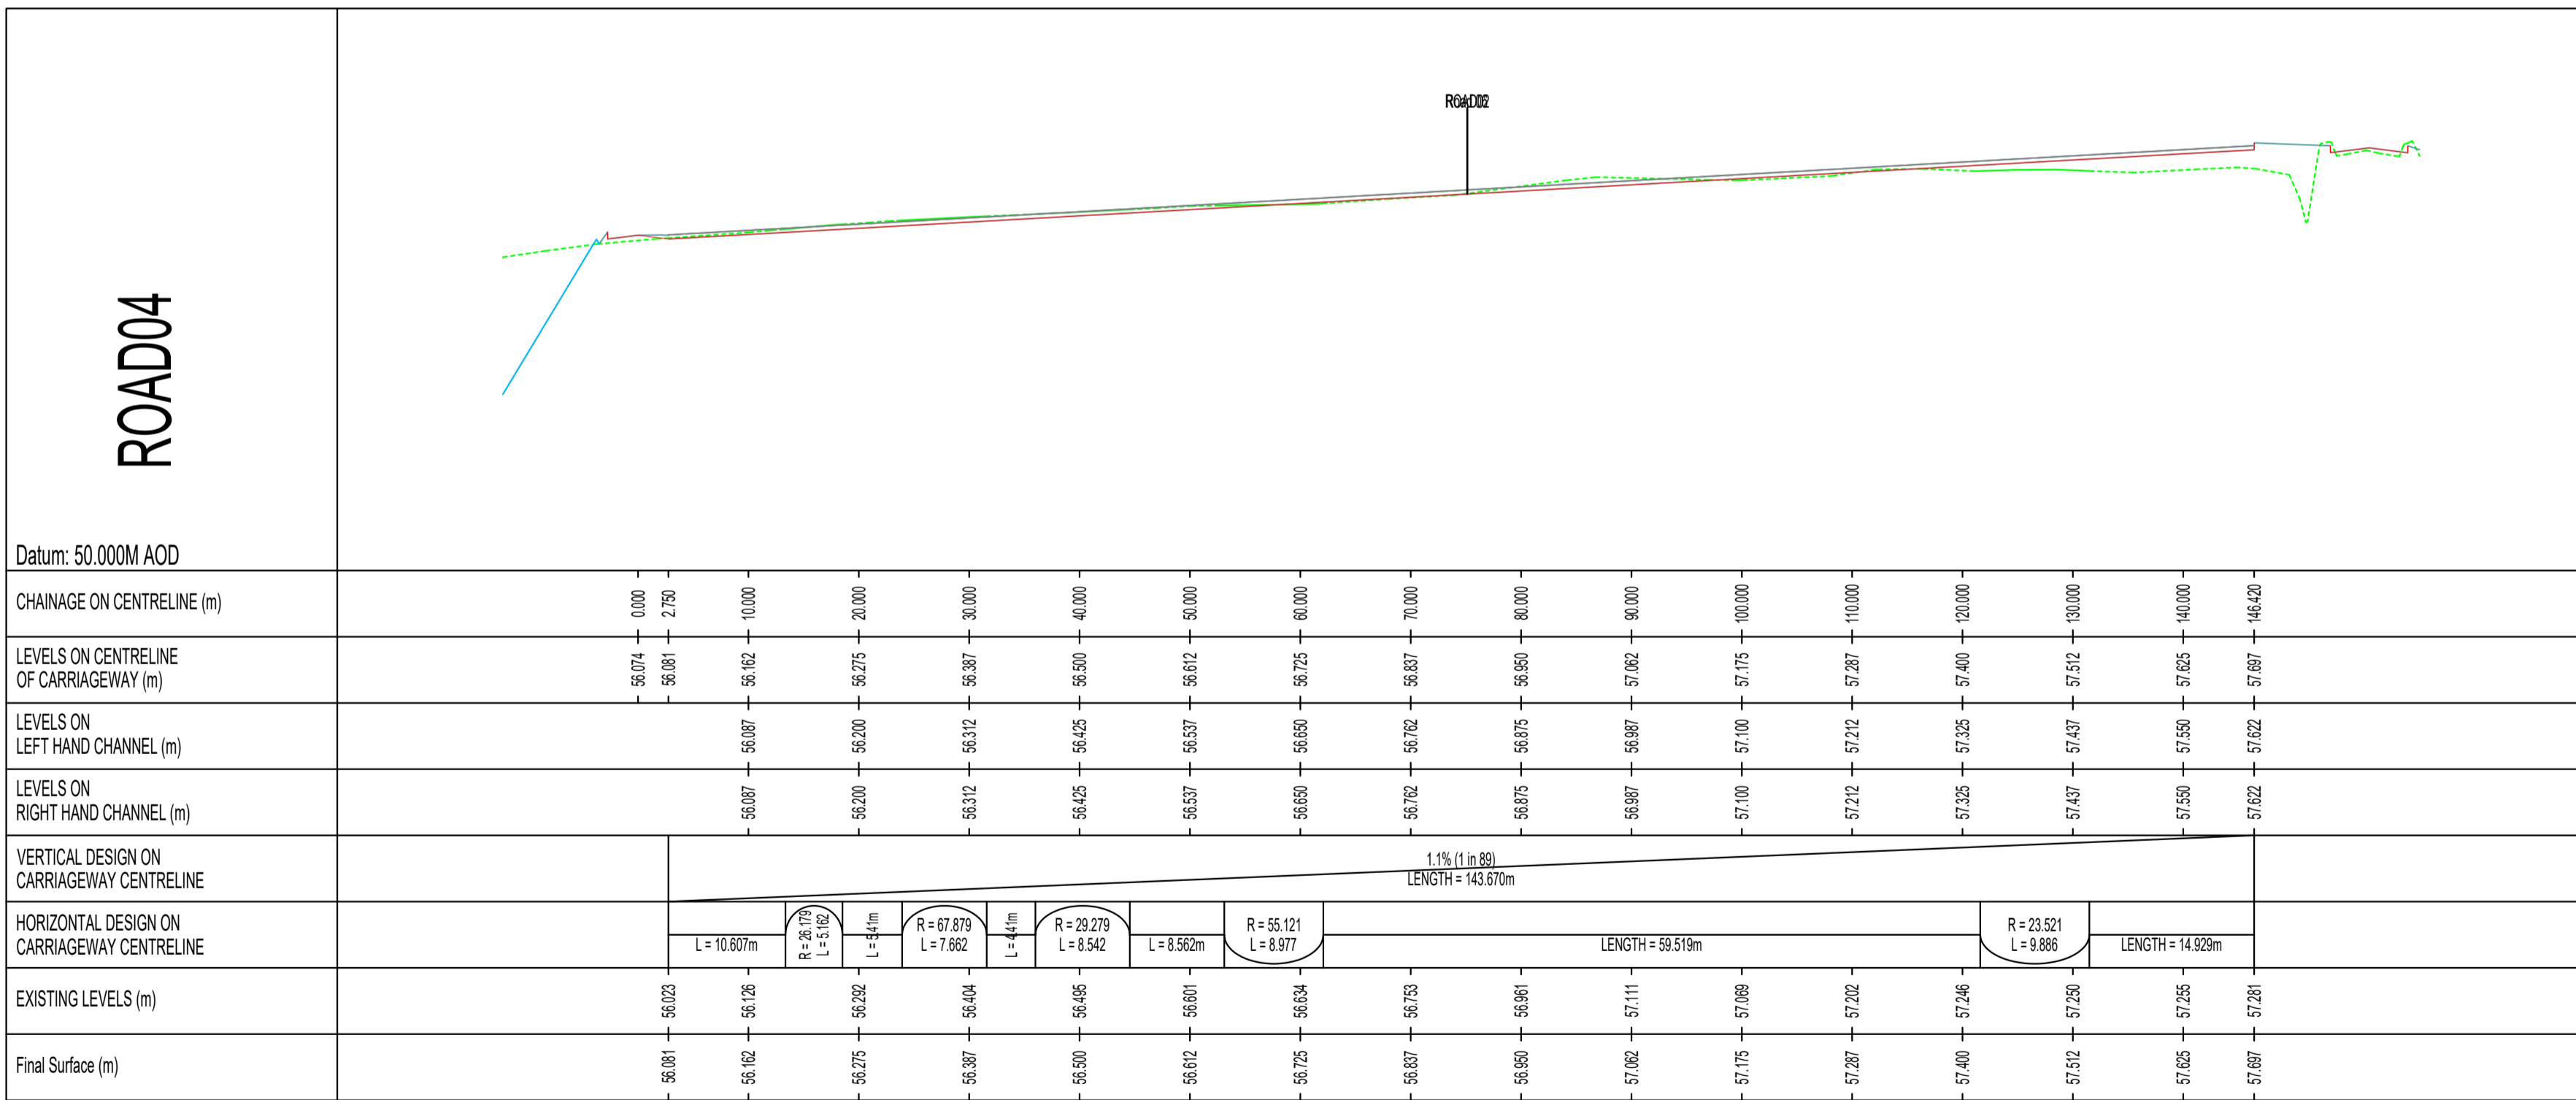 ROAD04
Datum: 50.000M AOD
CHAINAGE ON CENTRELINE (m)
0.000 2.750 10.000 20.000 30.000 40.000 50.000 60.000 70.000 80.000 90.000 100.000 110.000 120.000 130.000 140.000 146.420
LEVELS ON CENTRELINE
OF CARRIAGEWAY (m)
56.074 56.081 56.162 56.275 56.387 56.500 56.612 56.725 56.837 56.950 57.062 57.175 57.287 57.400 57.512 57.625 57.697
LEVELS ON
LEFT HAND CHANNEL (m)
56.087 56.200 56.312 56.425 56.537 56.650 56.762 56.875 56.987 57.100 57.212 57.325 57.437 57.550 57.622
LEVELS ON
RIGHT HAND CHANNEL (m)
56.087 56.200 56.312 56.425 56.537 56.650 56.762 56.875 56.987 57.100 57.212 57.325 57.437 57.550 57.622
VERTICAL DESIGN ON
CARRIAGEWAY CENTRELINE
1.1% (1 in 89)
LENGTH = 143.670m
HORIZONTAL DESIGN ON
CARRIAGEWAY CENTRELINE
L = 10.607m
R = 26.179
L = 5.162
L = 5.41m
R = 67.879
L = 7.662
L = 4.41m
R = 29.279
L = 8.542
L = 8.562m
R = 55.121
L = 8.977
LENGTH = 59.519m
R = 23.521
L = 9.886
LENGTH = 14.929m
EXISTING LEVELS (m)
56.023 56.126 56.292 56.404 56.495 56.601 56.634 56.753 56.961 57.111 57.069 57.202 57.246 57.250 57.255 57.281
Final Surface (m)
56.081 56.162 56.275 56.387 56.500 56.612 56.725 56.837 56.950 57.062 57.175 57.287 57.400 57.512 57.625 57.697